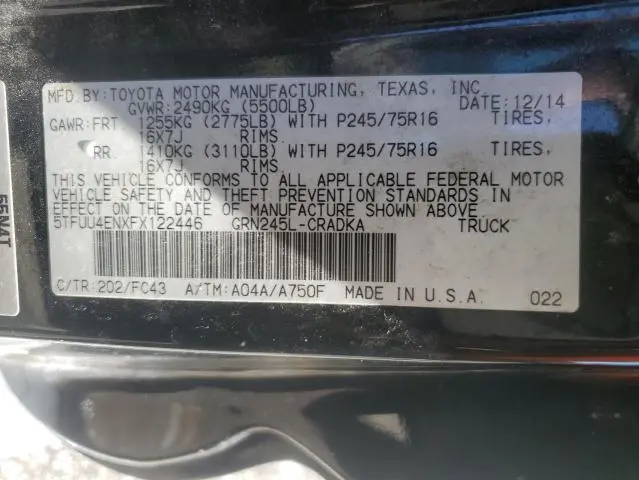 MFD.BY:TOYOTA MOTOR MANUFACTURING, TEXAS, INC.
GVWR:2490KG (5500LB) DATE:12/14
GAWR:FRT 1255KG (2775LB) WITH P245/75R16 TIRES,
16X7J RIMS
RR 1410KG (3110LB) WITH P245/75R16 TIRES,
16X7J RIMS
THIS VEHICLE CONFORMS TO ALL APPLICABLE FEDERAL MOTOR
VEHICLE SAFETY AND THEFT PREVENTION STANDARDS IN
EFFECT ON THE DATE OF MANUFACTURE SHOWN ABOVE.
5TFUU4ENXFX122446 GRN245L-CRADKA TRUCK
C/TR:202/FC43 A/TM:A04A/A750F MADE IN U.S.A. 022